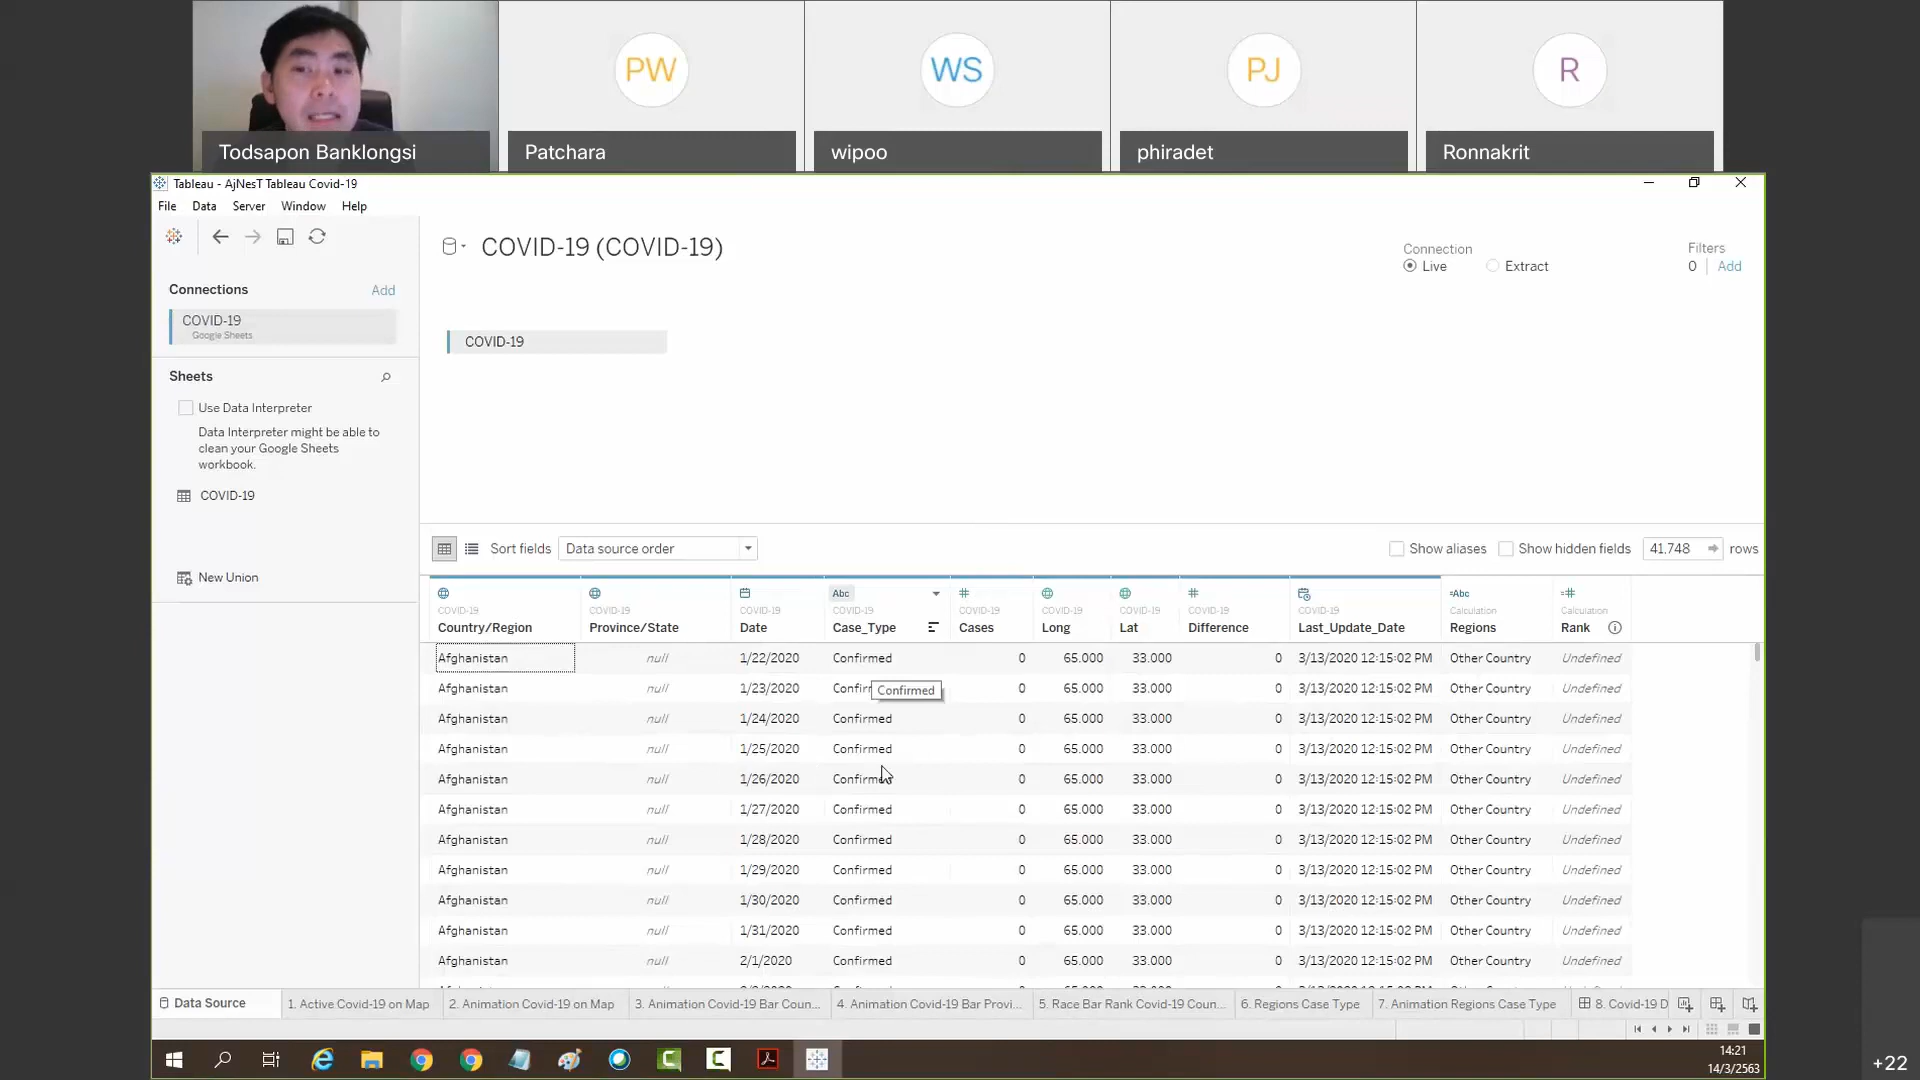 PW
WS
PJ
R
Todsapon Banklongsi
Patchara
wipoo
phiradet
Ronnakrit
Tableau - AjNesT Tableau Covid-19
File Data Server Window Help
COVID-19 (COVID-19)
Connection
Live Extract
Filters
0 Add
Connections Add
COVID-19
Google Sheets
COVID-19
Sheets
Use Data Interpreter
Data Interpreter might be able to
clean your Google Sheets
workbook.
COVID-19
New Union
Sort fields Data source order Show aliases Show hidden fields 41.748 rows
Abc =Abc
COVID-19 COVID-19 COVID-19 COVID-19 COVID-19 COVID-19 COVID-19 COVID-19 COVID-19 Calculation Calculation
Country/Region Province/State Date Case_Type Cases Long Lat Difference Last_Update_Date Regions Rank
Afghanistan null 1/22/2020 Confirmed 0 65.000 33.000 0 3/13/2020 12:15:02 PM Other Country Undefined
Afghanistan null 1/23/2020 Confirmed 0 65.000 33.000 0 3/13/2020 12:15:02 PM Other Country Undefined
Afghanistan null 1/24/2020 Confirmed 0 65.000 33.000 0 3/13/2020 12:15:02 PM Other Country Undefined
Afghanistan null 1/25/2020 Confirmed 0 65.000 33.000 0 3/13/2020 12:15:02 PM Other Country Undefined
Afghanistan null 1/26/2020 Confirmed 0 65.000 33.000 0 3/13/2020 12:15:02 PM Other Country Undefined
Afghanistan null 1/27/2020 Confirmed 0 65.000 33.000 0 3/13/2020 12:15:02 PM Other Country Undefined
Afghanistan null 1/28/2020 Confirmed 0 65.000 33.000 0 3/13/2020 12:15:02 PM Other Country Undefined
Afghanistan null 1/29/2020 Confirmed 0 65.000 33.000 0 3/13/2020 12:15:02 PM Other Country Undefined
Afghanistan null 1/30/2020 Confirmed 0 65.000 33.000 0 3/13/2020 12:15:02 PM Other Country Undefined
Afghanistan null 1/31/2020 Confirmed 0 65.000 33.000 0 3/13/2020 12:15:02 PM Other Country Undefined
Afghanistan null 2/1/2020 Confirmed 0 65.000 33.000 0 3/13/2020 12:15:02 PM Other Country Undefined
Data Source 1. Active Covid-19 on Map 2. Animation Covid-19 on Map 3. Animation Covid-19 Bar Coun... 4. Animation Covid-19 Bar Provi... 5. Race Bar Rank Covid-19 Coun... 6. Regions Case Type 7. Animation Regions Case Type 8. Covid-19 D
14:21
14/3/2563
+22